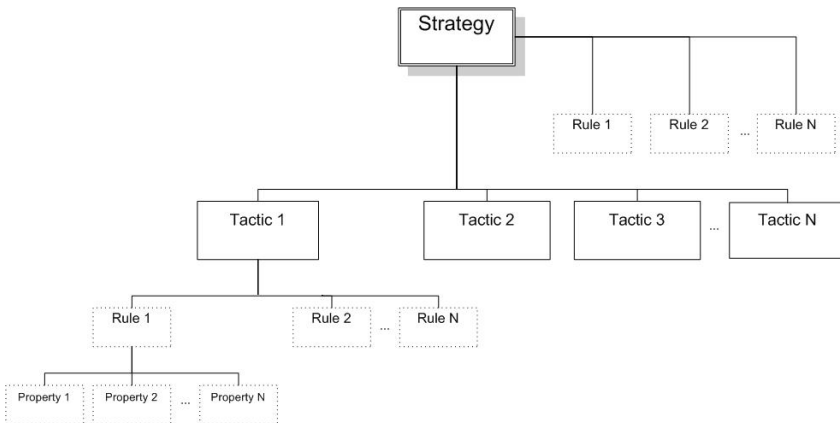 Strategy
Rule 1 Rule 2 ... Rule N
Tactic 1 Tactic 2 Tactic 3 ... Tactic N
Rule 1 Rule 2 ... Rule N
Property 1 Property 2 ... Property N